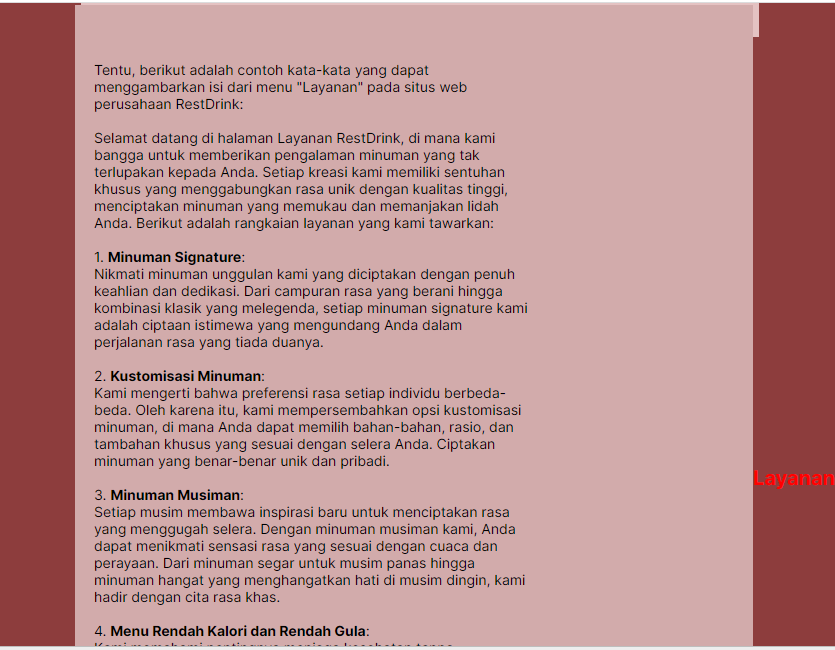 Tentu, berikut adalah contoh kata-kata yang dapat
menggambarkan isi dari menu "Layanan" pada situs web
perusahaan RestDrink:
Selamat datang di halaman Layanan RestDrink, di mana kami
bangga untuk memberikan pengalaman minuman yang tak
terlupakan kepada Anda. Setiap kreasi kami memiliki sentuhan
khusus yang menggabungkan rasa unik dengan kualitas tinggi,
menciptakan minuman yang memukau dan memanjakan lidah
Anda. Berikut adalah rangkaian layanan yang kami tawarkan:
1. Minuman Signature:
Nikmati minuman unggulan kami yang diciptakan dengan penuh
keahlian dan dedikasi. Dari campuran rasa yang berani hingga
kombinasi klasik yang melegenda, setiap minuman signature kami
adalah ciptaan istimewa yang mengundang Anda dalam
perjalanan rasa yang tiada duanya.
2. Kustomisasi Minuman:
Kami mengerti bahwa preferensi rasa setiap individu berbeda-
beda. Oleh karena itu, kami mempersembahkan opsi kustomisasi
minuman, di mana Anda dapat memilih bahan-bahan, rasio, dan
tambahan khusus yang sesuai dengan selera Anda. Ciptakan
minuman yang benar-benar unik dan pribadi.
3. Minuman Musiman:
Setiap musim membawa inspirasi baru untuk menciptakan rasa
yang menggugah selera. Dengan minuman musiman kami, Anda
dapat menikmati sensasi rasa yang sesuai dengan cuaca dan
perayaan. Dari minuman segar untuk musim panas hingga
minuman hangat yang menghangatkan hati di musim dingin, kami
hadir dengan cita rasa khas.
4. Menu Rendah Kalori dan Rendah Gula:
Layanan